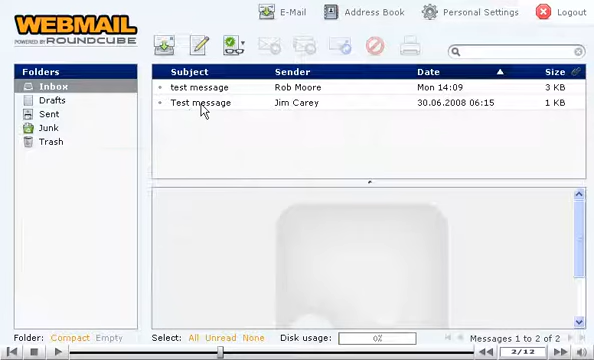 WEBMAIL
POWERED BY ROUNDCUBE
E-Mail Address Book Personal Settings Logout
Folders
Inbox
Drafts
Sent
Junk
Trash
Subject Sender Date Size
test message Rob Moore Mon 14:09 3 KB
Test message Jim Carey 30.06.2008 06:15 1 KB
Folder: Compact Empty Select: All Unread None Disk usage: 0% Messages 1 to 2 of 2
2/12